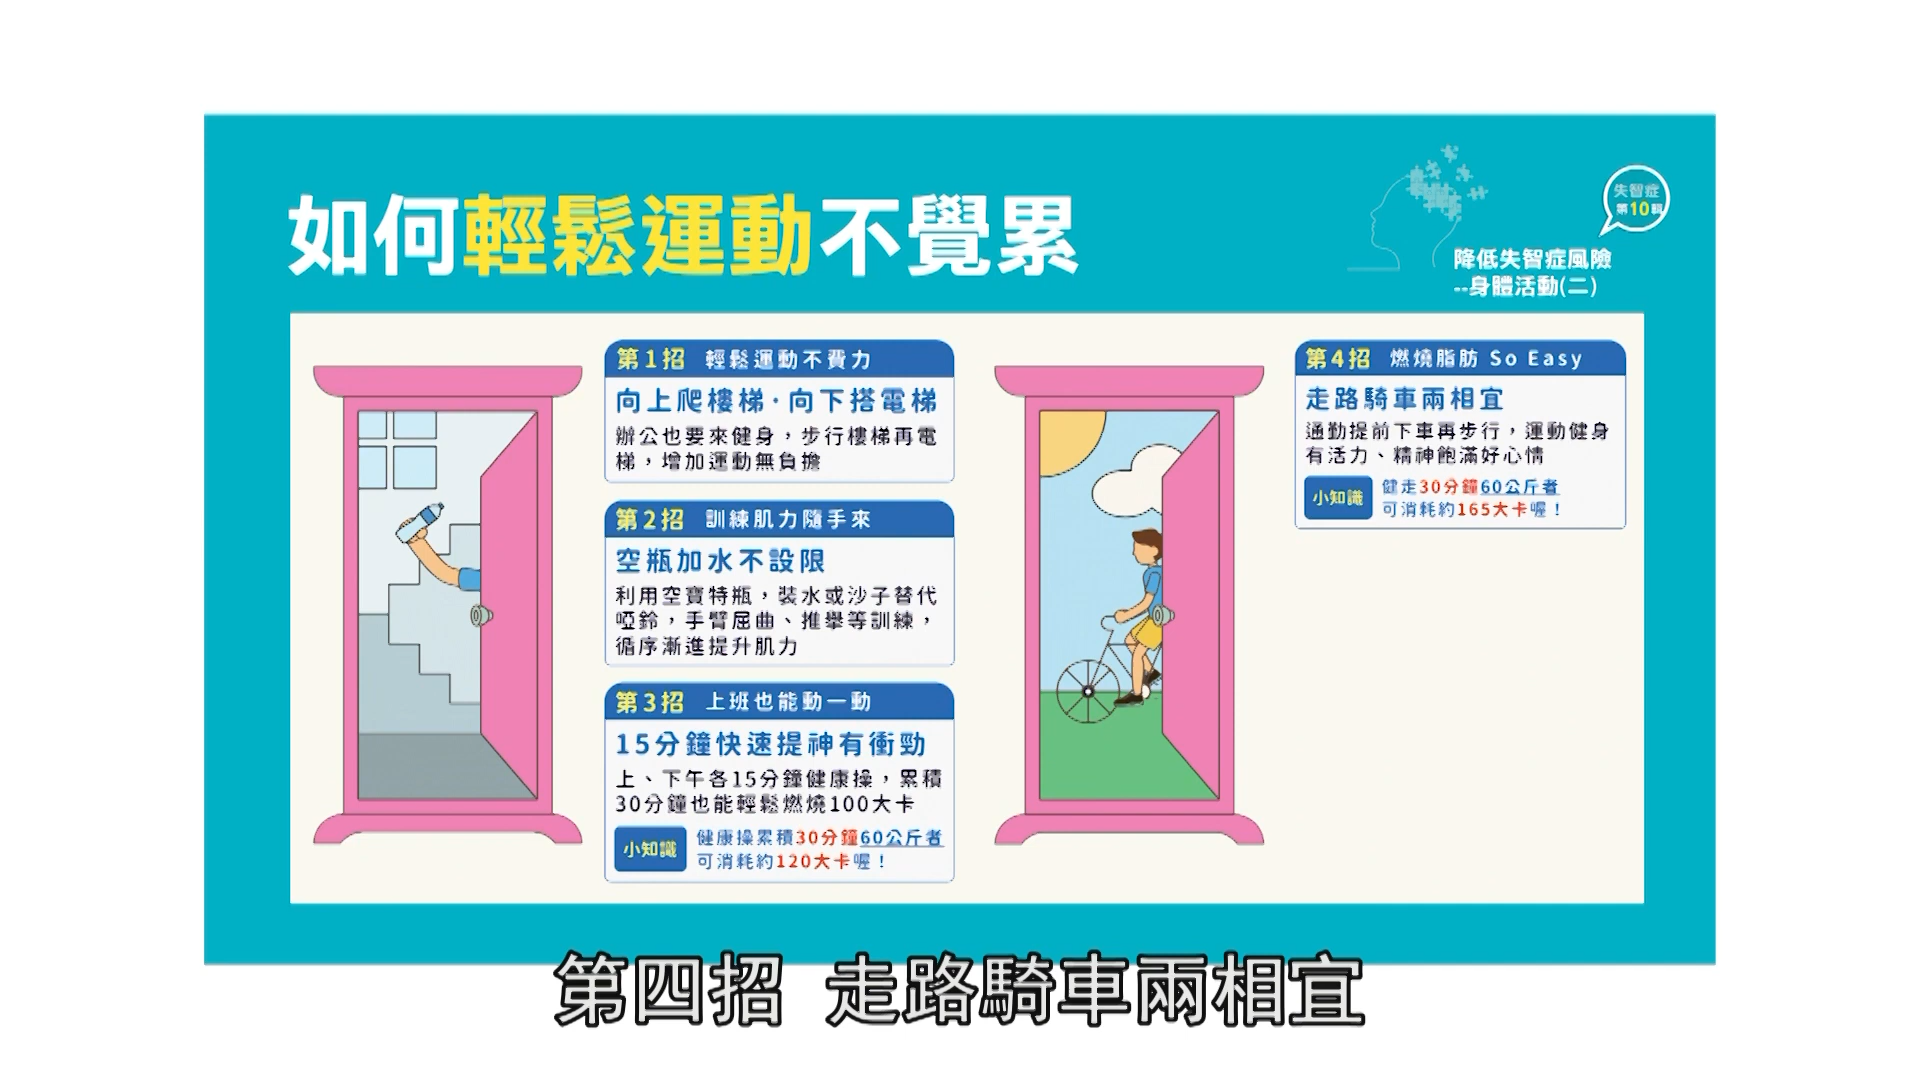 如何輕鬆運動不覺累
失智症
第10輯
降低失智症風險
--身體活動(二)
第1招 輕鬆運動不費力
向上爬樓梯·向下搭電梯
辦公也要來健身，步行樓梯再電
梯，增加運動無負擔
第2招 訓練肌力隨手來
空瓶加水不設限
利用空寶特瓶，裝水或沙子替代
啞鈴，手臂屈曲、推舉等訓練，
循序漸進提升肌力
第3招 上班也能動一動
15分鐘快速提神有衝勁
上、下午各15分鐘健康操，累積
30分鐘也能輕鬆燃燒100大卡
小知識
健康操累積30分鐘60公斤者
可消耗約120大卡喔！
第4招 燃燒脂肪 So Easy
走路騎車兩相宜
通勤提前下車再步行，運動健身
有活力、精神飽滿好心情
小知識
健走30分鐘60公斤者
可消耗約165大卡喔！
第四招 走路騎車兩相宜